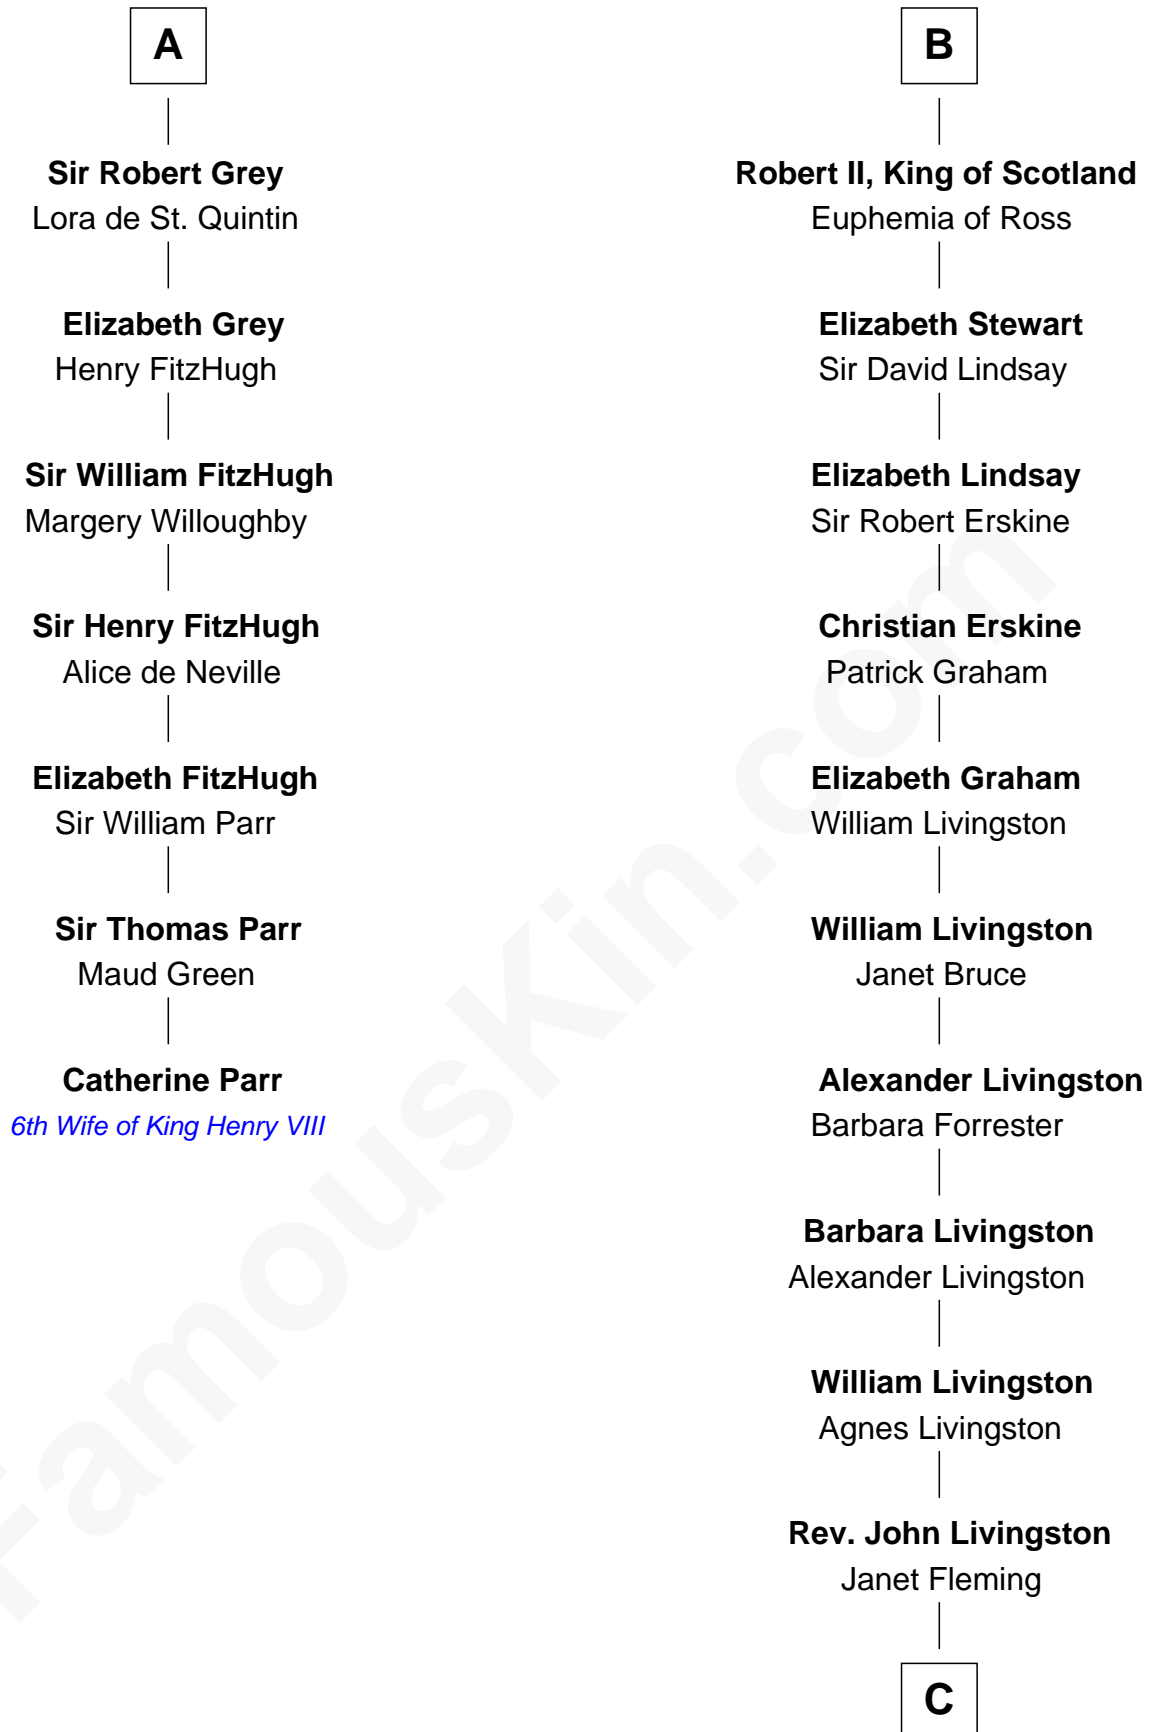 A
Sir Robert Grey
Lora de St. Quintin
Elizabeth Grey
Henry FitzHugh
Sir William FitzHugh
Margery Willoughby
Sir Henry FitzHugh
Alice de Neville
Elizabeth FitzHugh
Sir William Parr
Sir Thomas Parr
Maud Green
Catherine Parr
6th Wife of King Henry VIII
B
Robert II, King of Scotland
Euphemia of Ross
Elizabeth Stewart
Sir David Lindsay
Elizabeth Lindsay
Sir Robert Erskine
Christian Erskine
Patrick Graham
Elizabeth Graham
William Livingston
William Livingston
Janet Bruce
Alexander Livingston
Barbara Forrester
Barbara Livingston
Alexander Livingston
William Livingston
Agnes Livingston
Rev. John Livingston
Janet Fleming
C
FamousKin.com